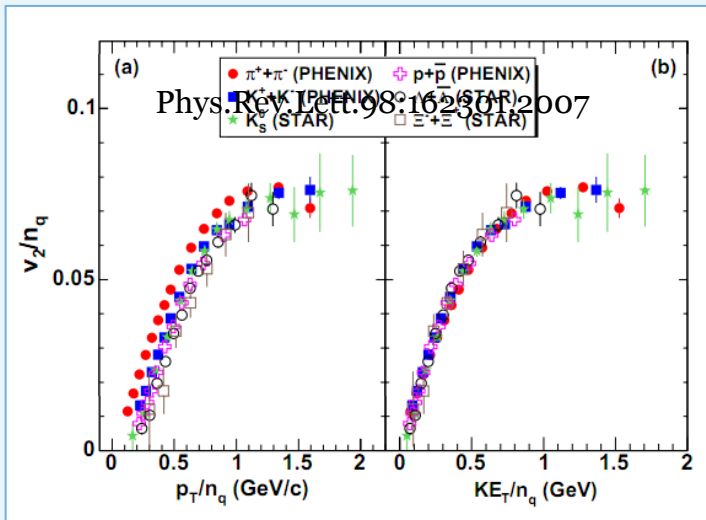 (a)
(b)
π⁺+π⁻ (PHENIX)
p+p̅ (PHENIX)
K⁺+K⁻ (PHENIX)
(STAR)
K⁰ₛ (STAR)
Ξ⁻+Ξ̅⁺ (STAR)
Phys.Rev.Lett.98:162301,2007
v₂/n_q
0.1
0.05
0
0 0.5 1 1.5 2
0 0.5 1 1.5 2
p_T/n_q (GeV/c)
KE_T/n_q (GeV)